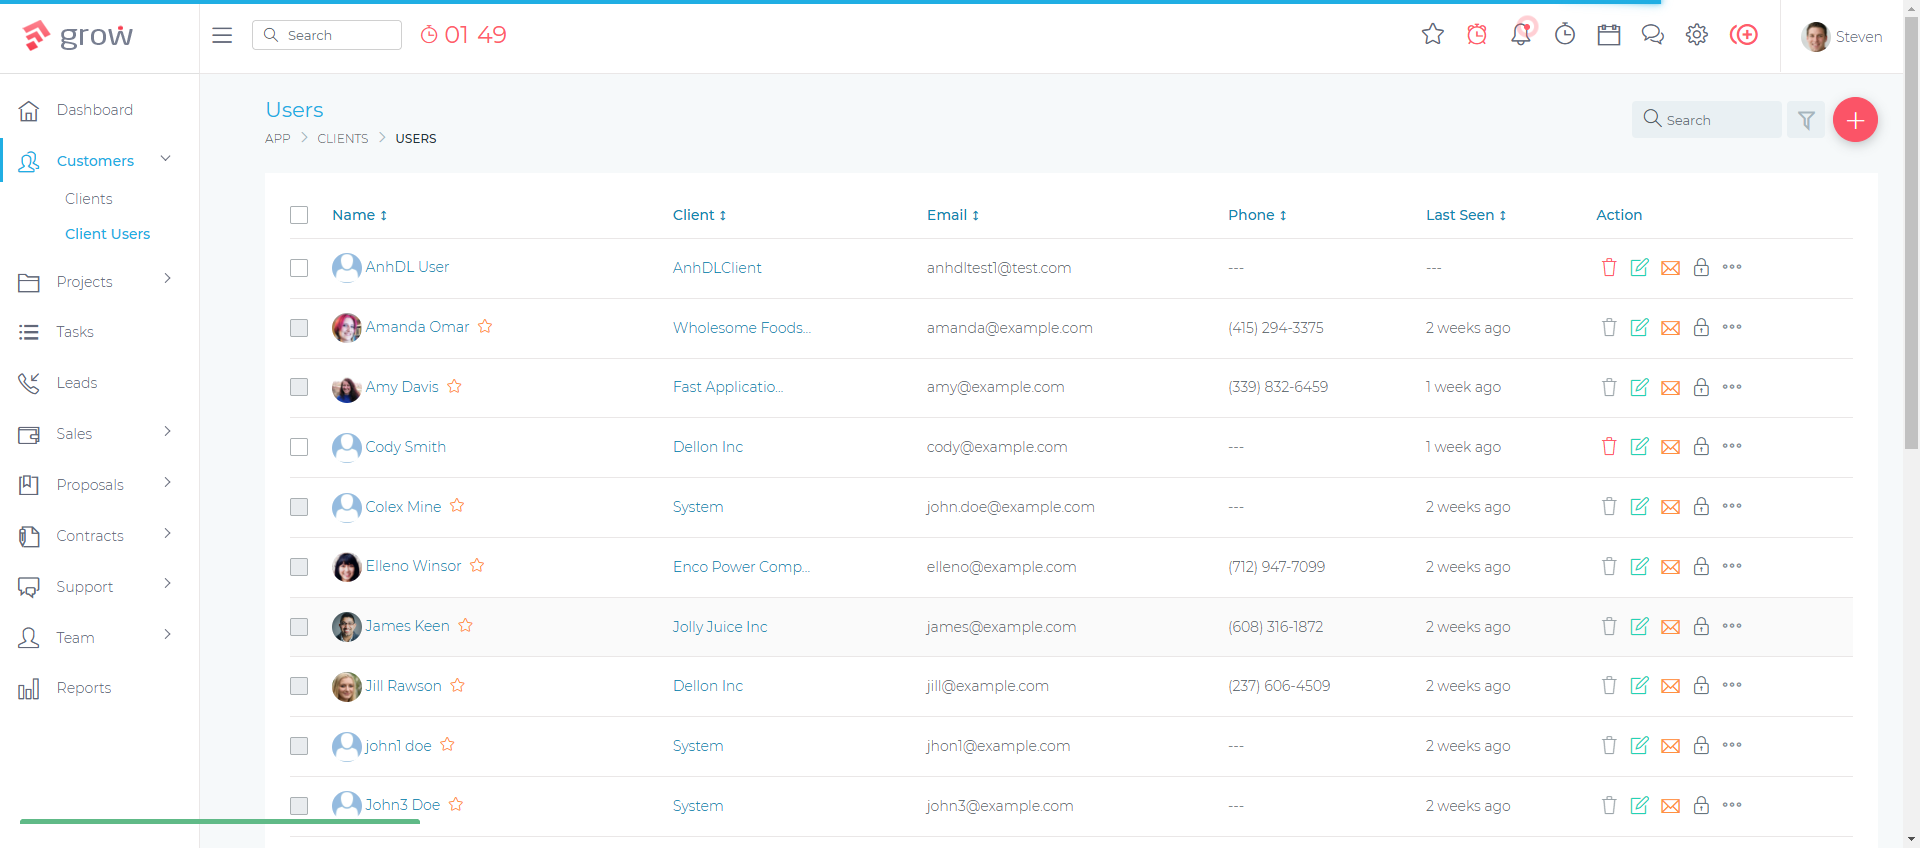 grow
Search
01 49
Steven
Dashboard
Customers
Clients
Client Users
Projects
Tasks
Leads
Sales
Proposals
Contracts
Support
Team
Reports
Users
APP > CLIENTS > USERS
Search
Name Client Email Phone Last Seen Action
AnhDL User AnhDLClient anhdltest1@test.com --- ---
Amanda Omar Wholesome Foods... amanda@example.com (415) 294-3375 2 weeks ago
Amy Davis Fast Applicatio... amy@example.com (339) 832-6459 1 week ago
Cody Smith Dellon Inc cody@example.com --- 1 week ago
Colex Mine System john.doe@example.com --- 2 weeks ago
Elleno Winsor Enco Power Comp... elleno@example.com (712) 947-7099 2 weeks ago
James Keen Jolly Juice Inc james@example.com (608) 316-1872 2 weeks ago
Jill Rawson Dellon Inc jill@example.com (237) 606-4509 2 weeks ago
john1 doe System jhon1@example.com --- 2 weeks ago
John3 Doe System john3@example.com --- 2 weeks ago